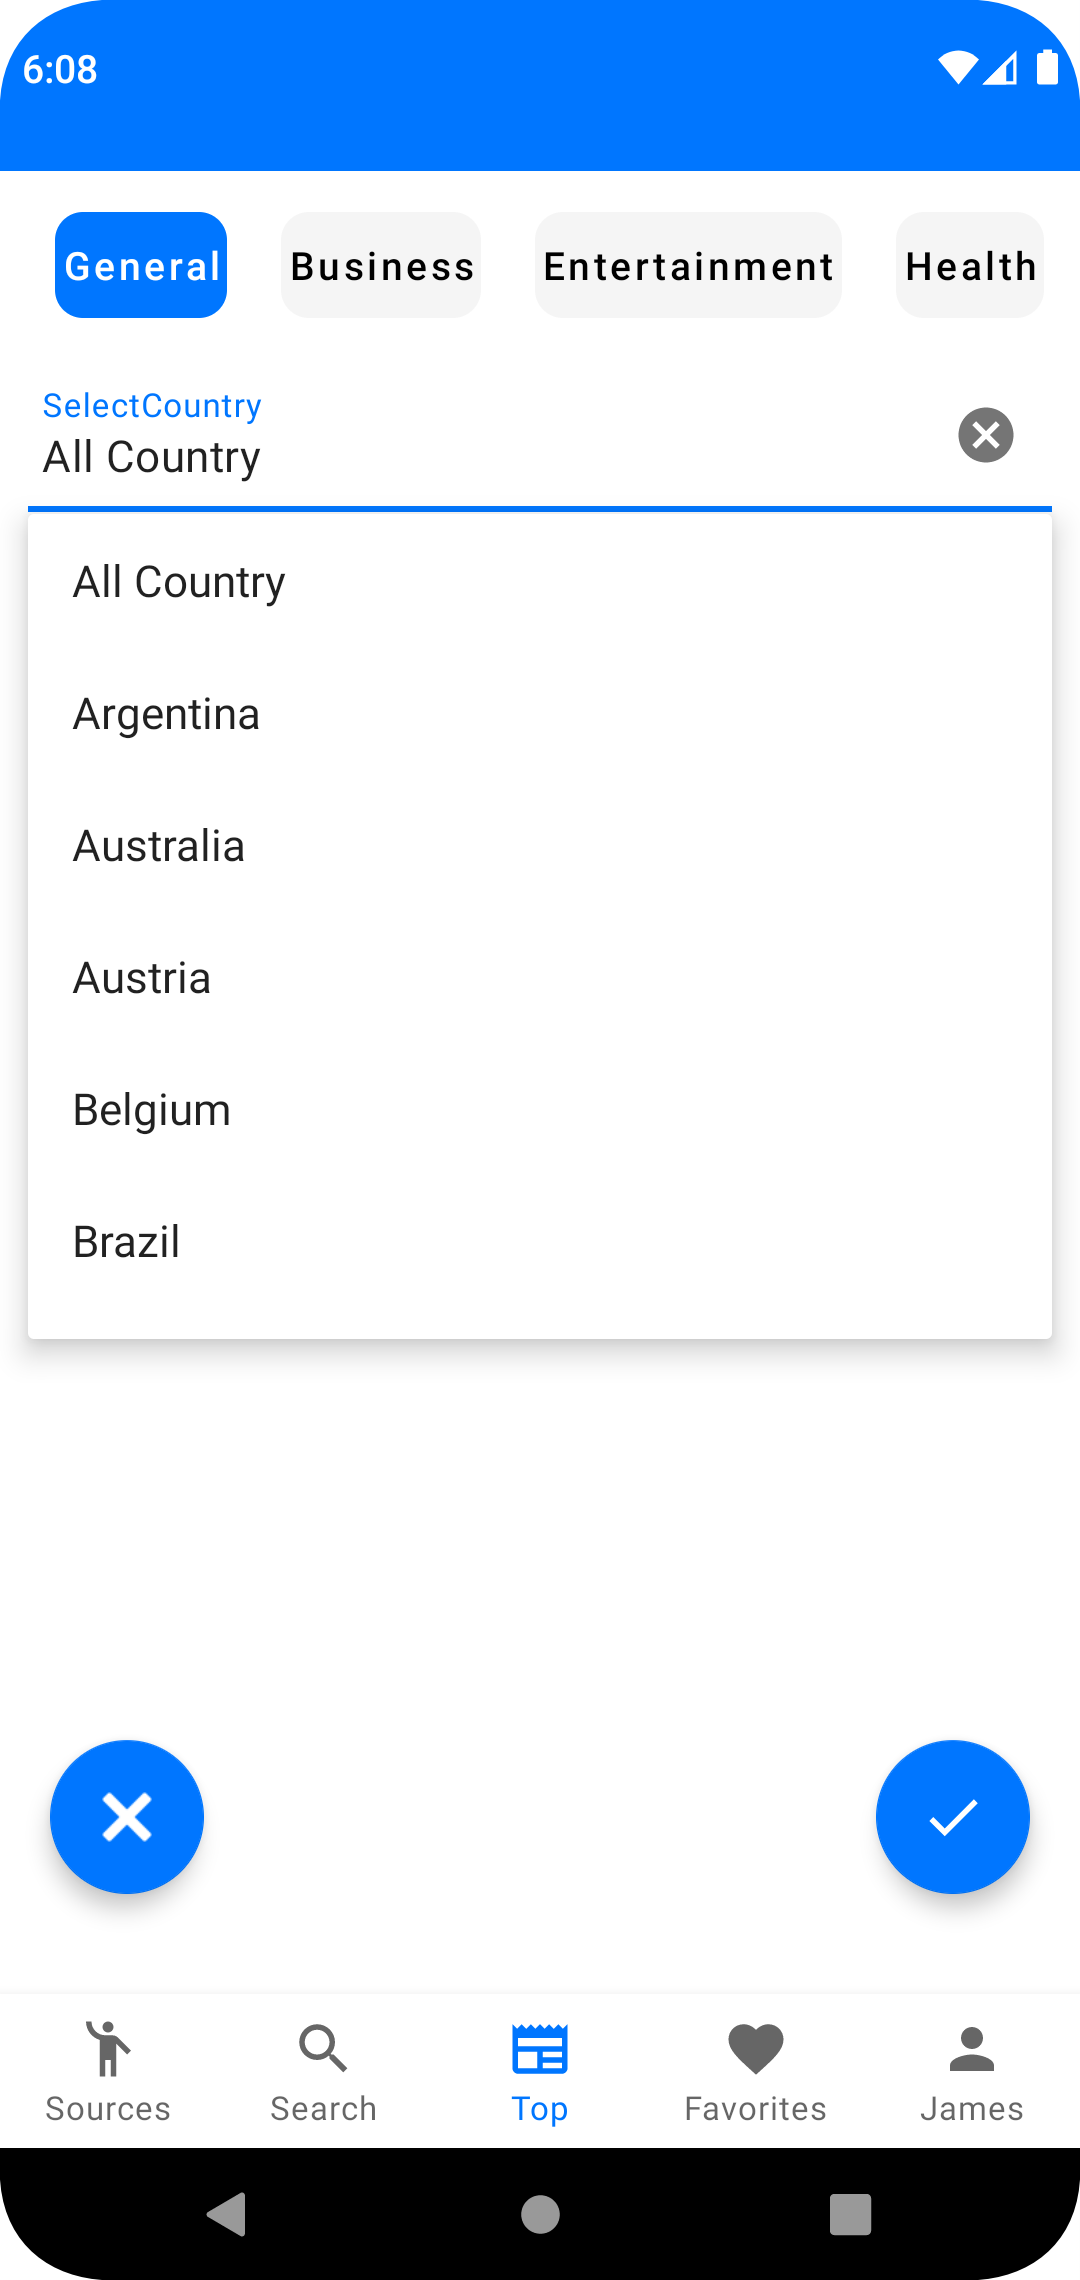 6:08
General Business Entertainment Health
SelectCountry
All Country
All Country
Argentina
Australia
Austria
Belgium
Brazil
Sources Search Top Favorites James